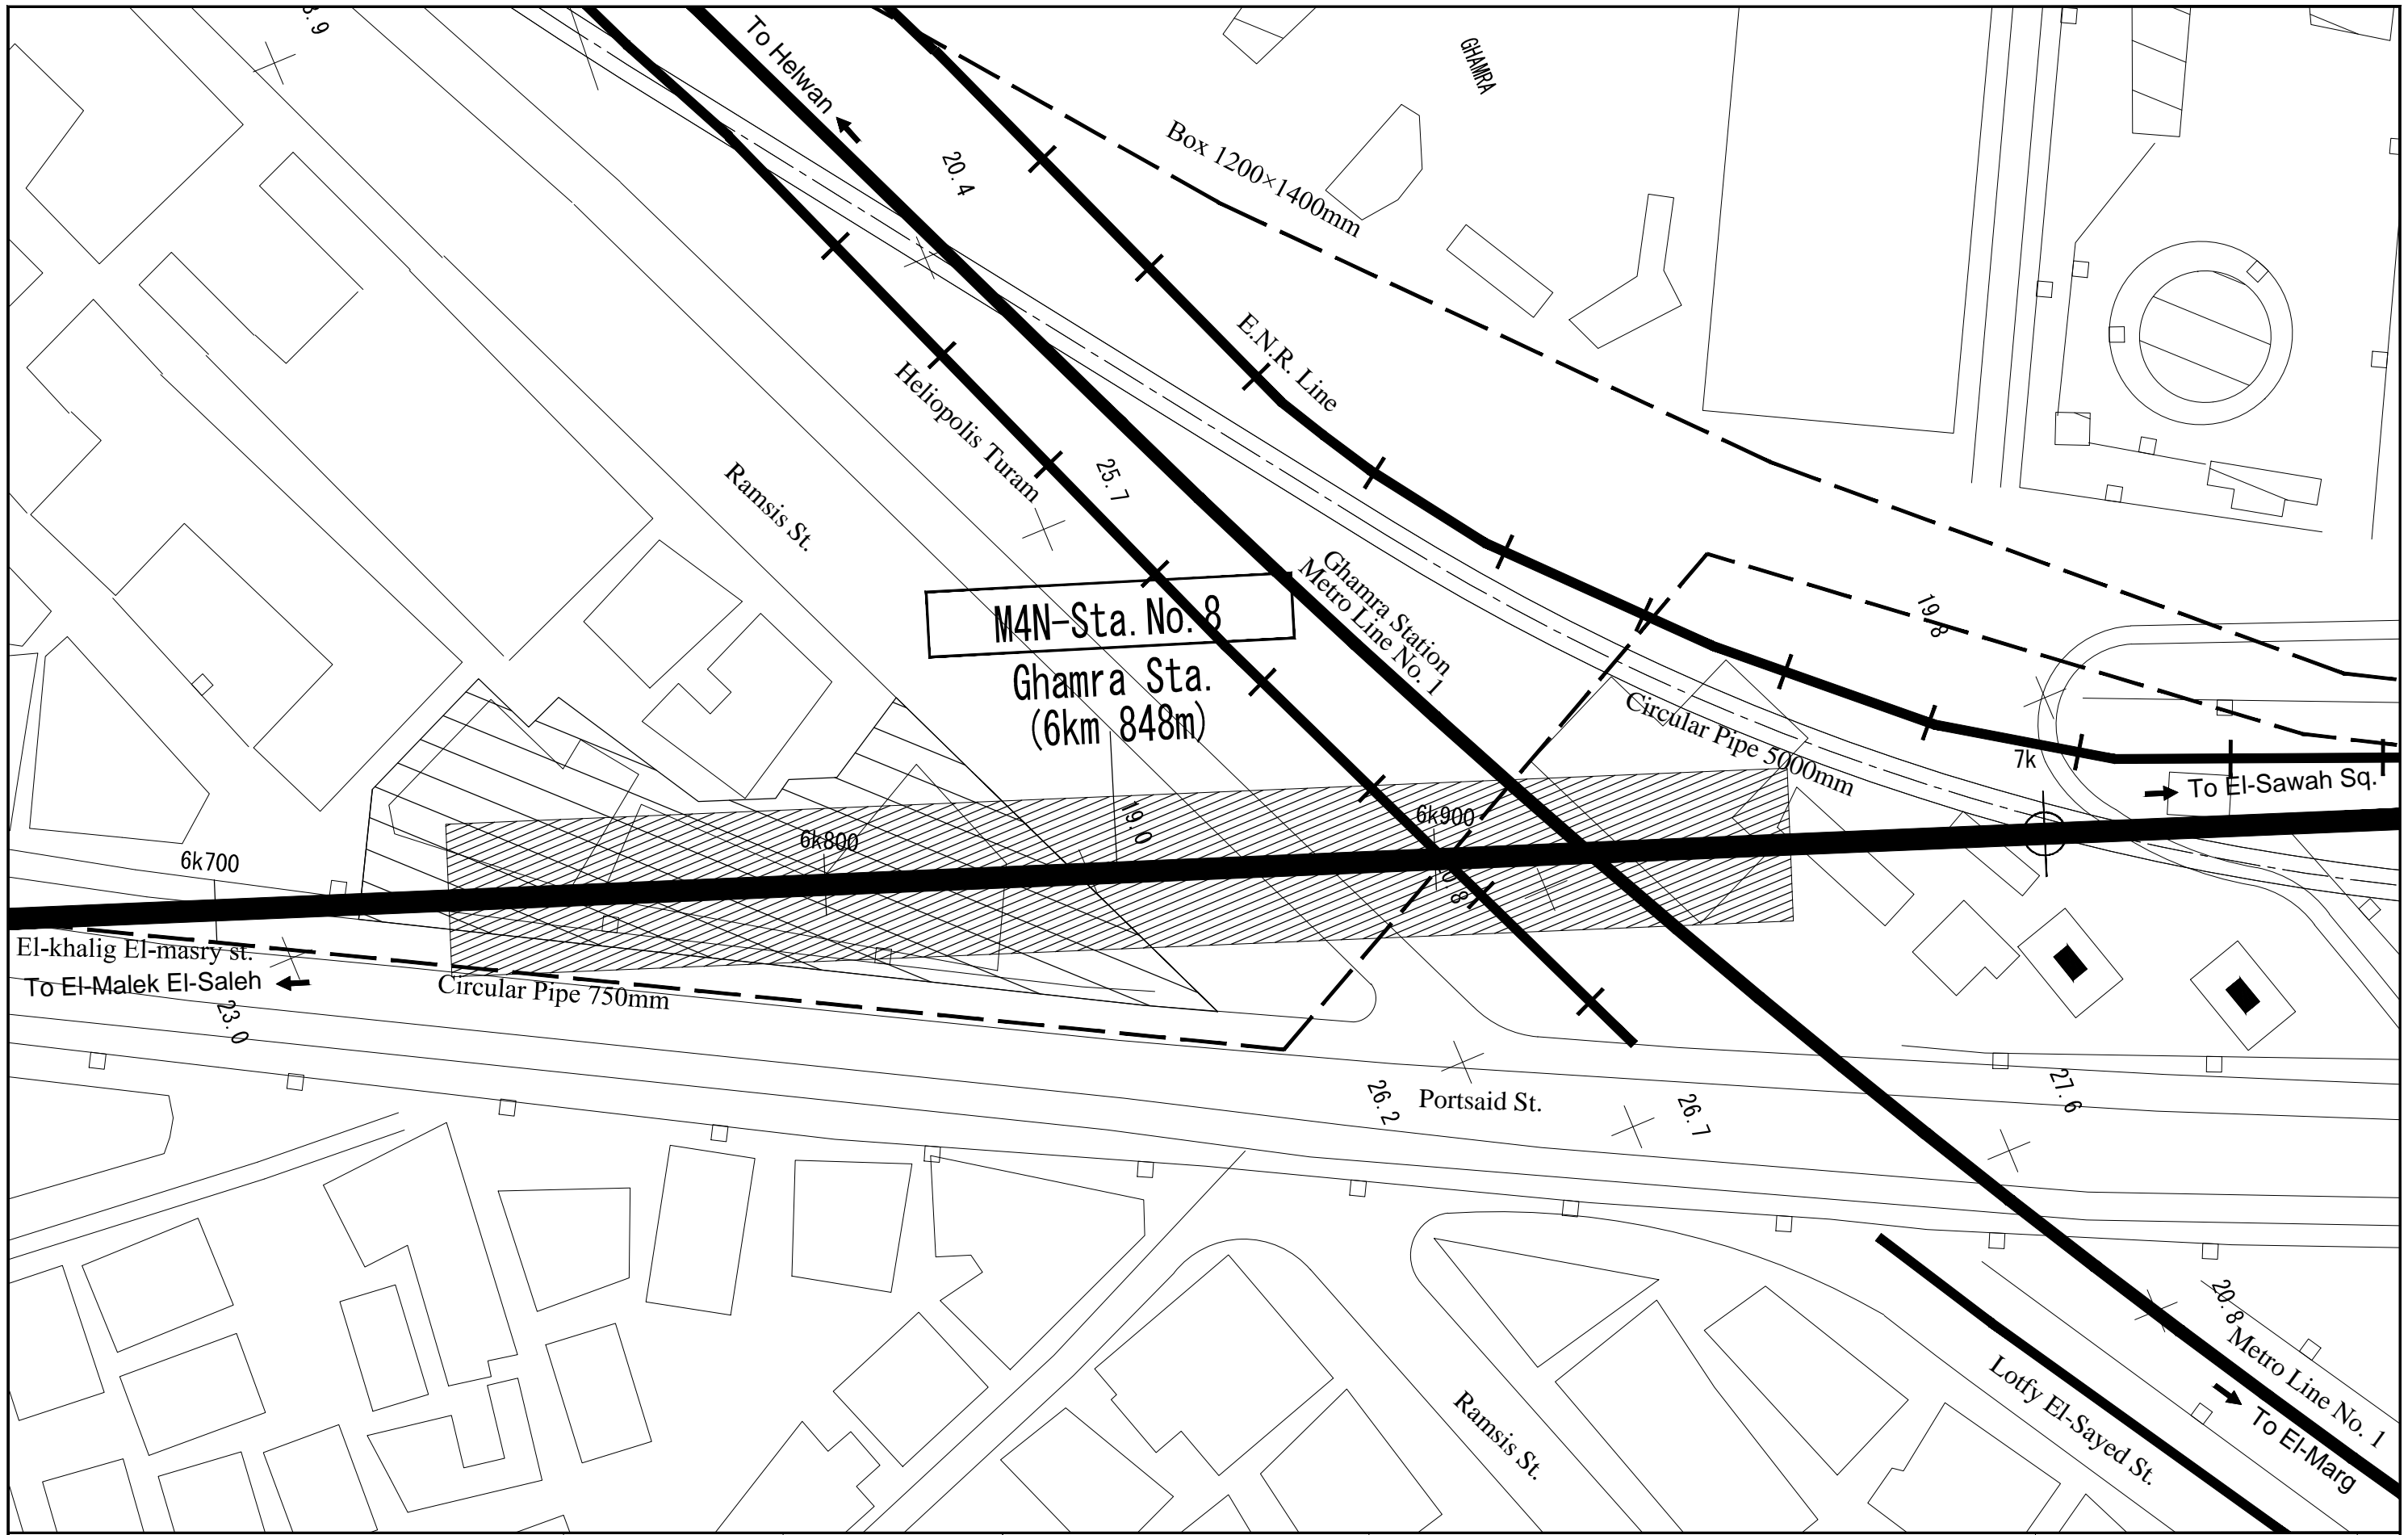 To Helwan
GHAMRA
20.4
Box 1200×1400mm
E.N.R. Line
Heliopolis Turam
25.7
Ramsis St.
M4N-Sta. No. 8
Ghamra Sta.
(6km 848m)
Ghamra Station
Metro Line No. 1
19.8
Circular Pipe 5000mm
7k
To El-Sawah Sq.
6k700
6k800
19.0
6k900
El-khalig El-masry st.
To El-Malek El-Saleh
23.0
Circular Pipe 750mm
26.2
Portsaid St.
26.7
27.6
20.8
Metro Line No. 1
To El-Marg
Lotfy El-Sayed St.
Ramsis St.